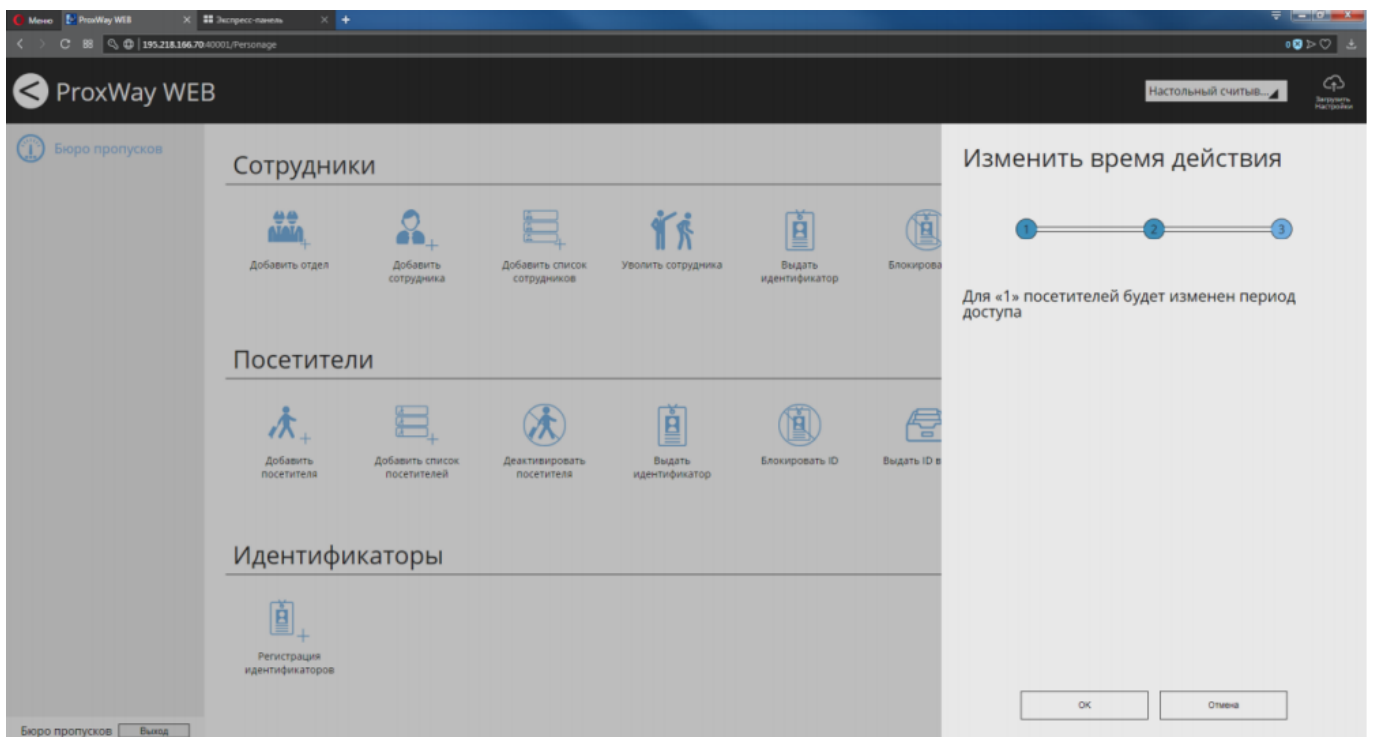 Меню
ProxWay WEB
Экспресс-панель
195.218.166.70:40001/Personage
0
ProxWay WEB
Настольный считыв...
Загрузить
Настройки
Бюро пропусков
Сотрудники
Добавить отдел
Добавить
сотрудника
Добавить список
сотрудников
Уволить сотрудника
Выдать
идентификатор
Блокирова
Посетители
Добавить
посетителя
Добавить список
посетителей
Деактивировать
посетителя
Выдать
идентификатор
Блокировать ID
Выдать ID в
Идентификаторы
Регистрация
идентификаторов
Изменить время действия
1
2
3
Для «1» посетителей будет изменен период
доступа
ОК
Отмена
Бюро пропусков
Выход